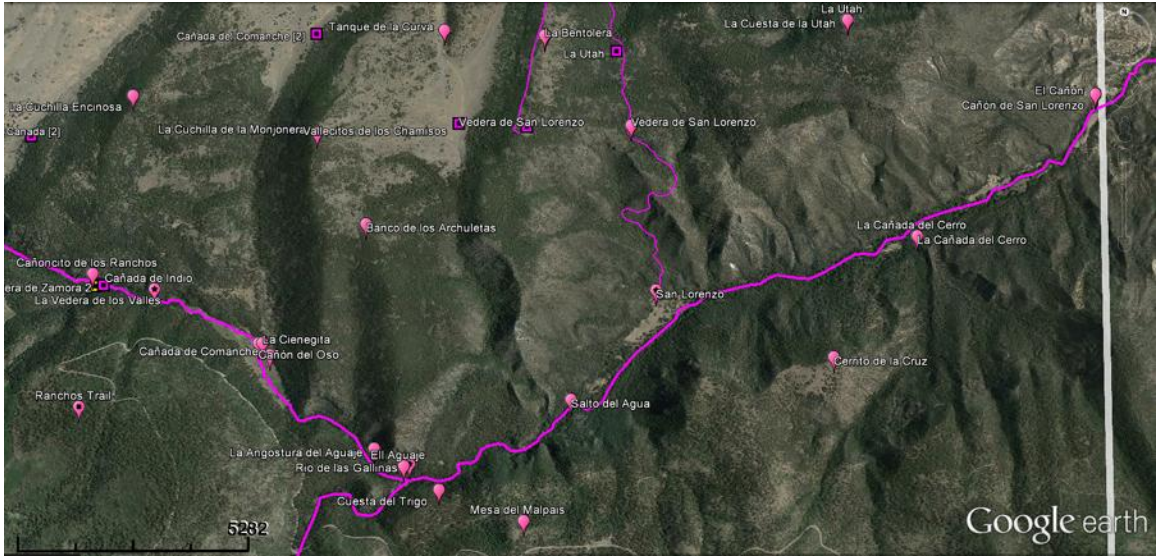 La Utah
La Cuesta de la Utah
Tanque de la Curva
La Bentolera
Cañada del Comanche [2]
La Utah
N
El Cañón
Cañón de San Lorenzo
La Cuchilla Encinosa
Cañada [2]
La Cuchilla de la Monjonera
Vallecitos de los Chamisos
Vedera de San Lorenzo
Vedera de San Lorenzo
Banco de los Archuletas
La Cañada del Cerro
La Cañada del Cerro
Cañoncito de los Ranchos
era de Zamora 2
Cañada de Indio
La Vedera de los Valles
San Lorenzo
La Cienegita
Cañada de Comanche
Cañón del Oso
Cerrito de la Cruz
Ranchos Trail
Salto del Agua
La Angostura del Aguaje
Ell Aguaje
Rio de las Gallinas
Cuesta del Trigo
Mesa del Malpais
Google earth